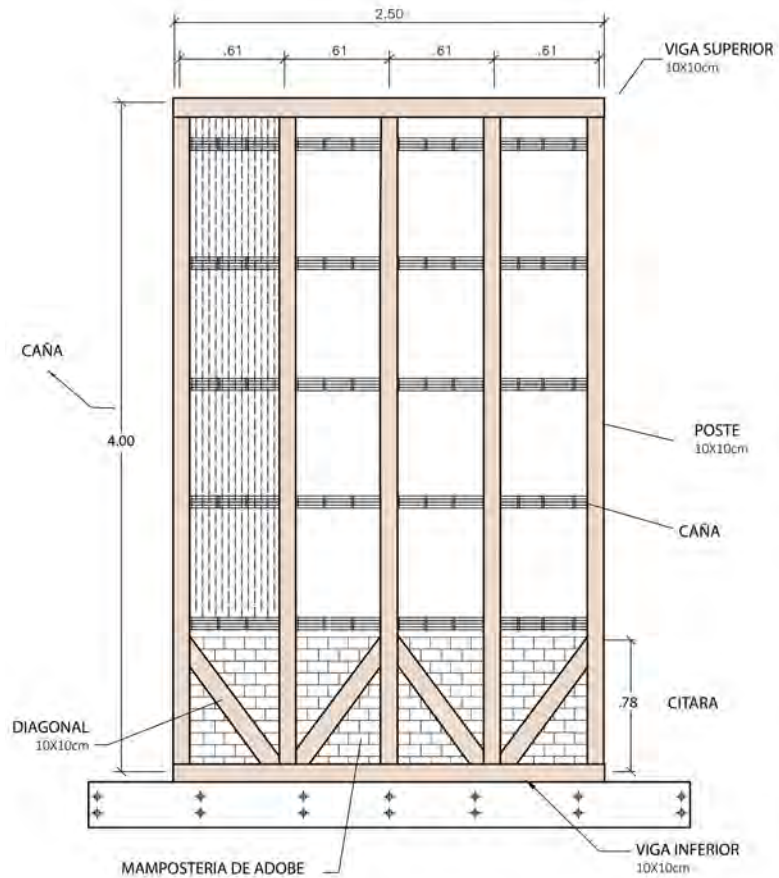 2.50
.61
.61
.61
.61
VIGA SUPERIOR
10X10cm
CAÑA
4.00
POSTE
10X10cm
CAÑA
.78
CITARA
DIAGONAL
10X10cm
VIGA INFERIOR
10X10cm
MAMPOSTERIA DE ADOBE